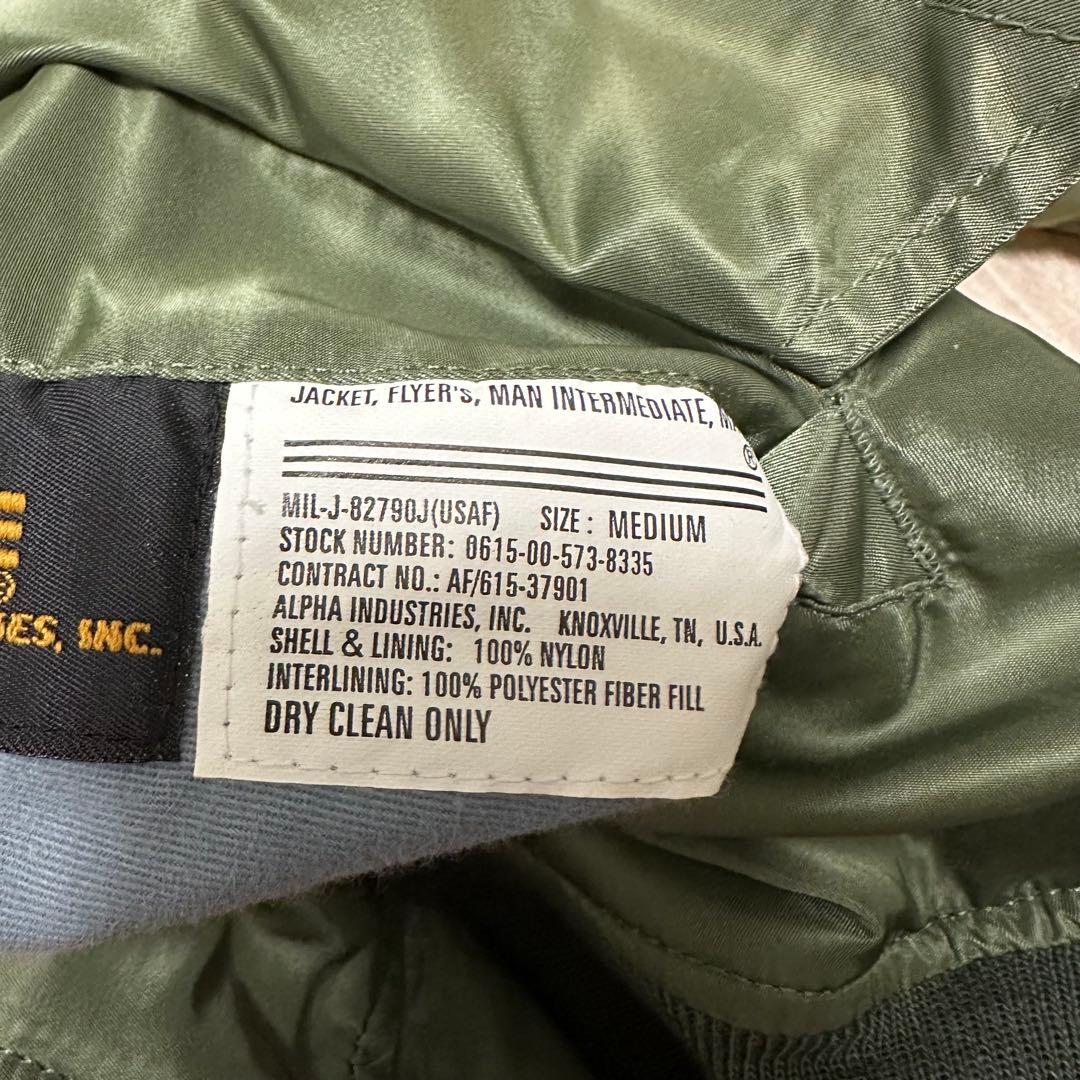 JACKET, FLYER'S, MAN INTERMEDIATE,
®
MIL-J-82790J(USAF) SIZE: MEDIUM
STOCK NUMBER: 0615-00-573-8335
CONTRACT NO.: AF/615-37901
ALPHA INDUSTRIES, INC. KNOXVILLE, TN, U.S.A.
SHELL & LINING: 100% NYLON
INTERLINING: 100% POLYESTER FIBER FILL
DRY CLEAN ONLY
®
INC.